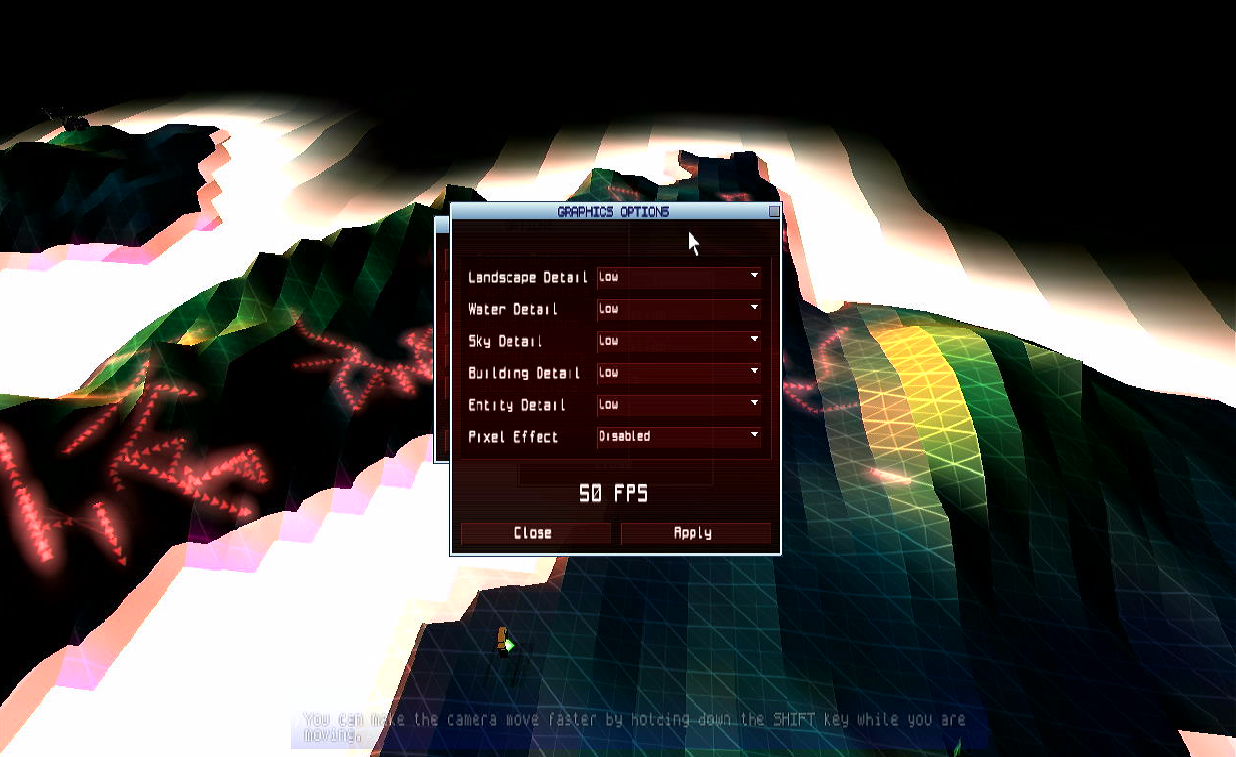 GRAPHICS OPTIONS
Landscape Detail Low
Water Detail Low
Sky Detail Low
Building Detail Low
Entity Detail Low
Pixel Effect Disabled
50 FPS
Close Apply
You can make the camera move faster by holding down the SHIFT key while you are
moving.